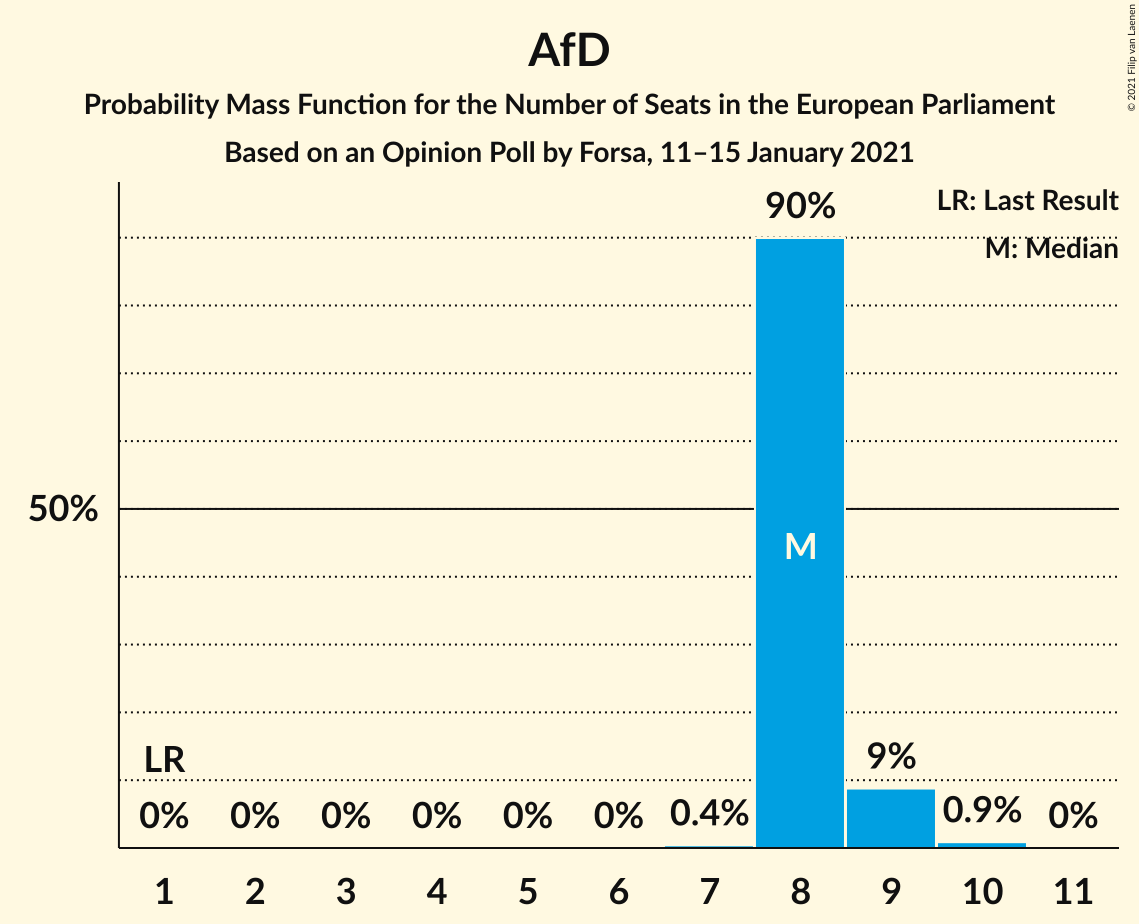 AfD
Probability Mass Function for the Number of Seats in the European Parliament
Based on an Opinion Poll by Forsa, 11–15 January 2021
© 2021 Filip van Laenen
LR: Last Result
M: Median
90%
50%
M
LR
9%
0% 0% 0% 0% 0% 0% 0.4% 0.9% 0%
1 2 3 4 5 6 7 8 9 10 11